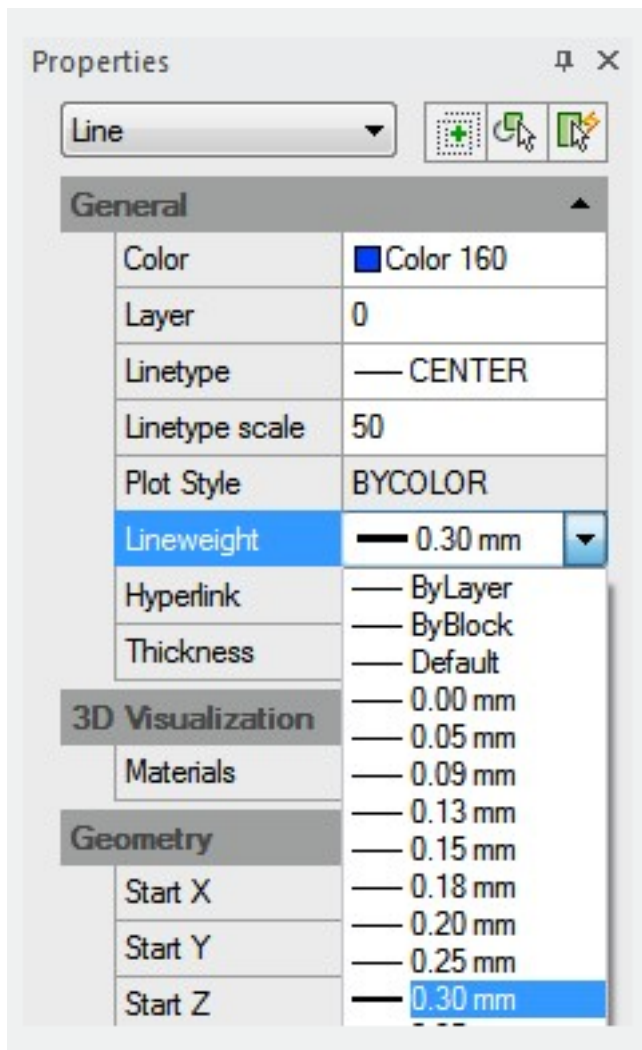 Properties
Line
General
Color Color 160
Layer 0
Linetype CENTER
Linetype scale 50
Plot Style BYCOLOR
Lineweight 0.30 mm
Hyperlink
Thickness
ByLayer
ByBlock
Default
0.00 mm
0.05 mm
0.09 mm
0.13 mm
0.15 mm
0.18 mm
0.20 mm
0.25 mm
0.30 mm
3D Visualization
Materials
Geometry
Start X
Start Y
Start Z